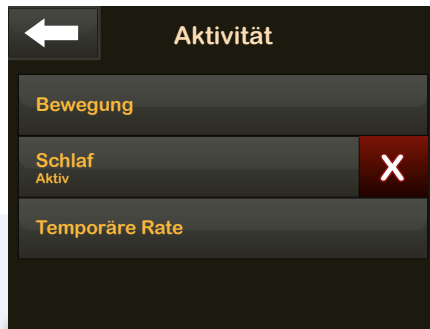 Aktivität
Bewegung
Schlaf
Aktiv
X
Temporäre Rate